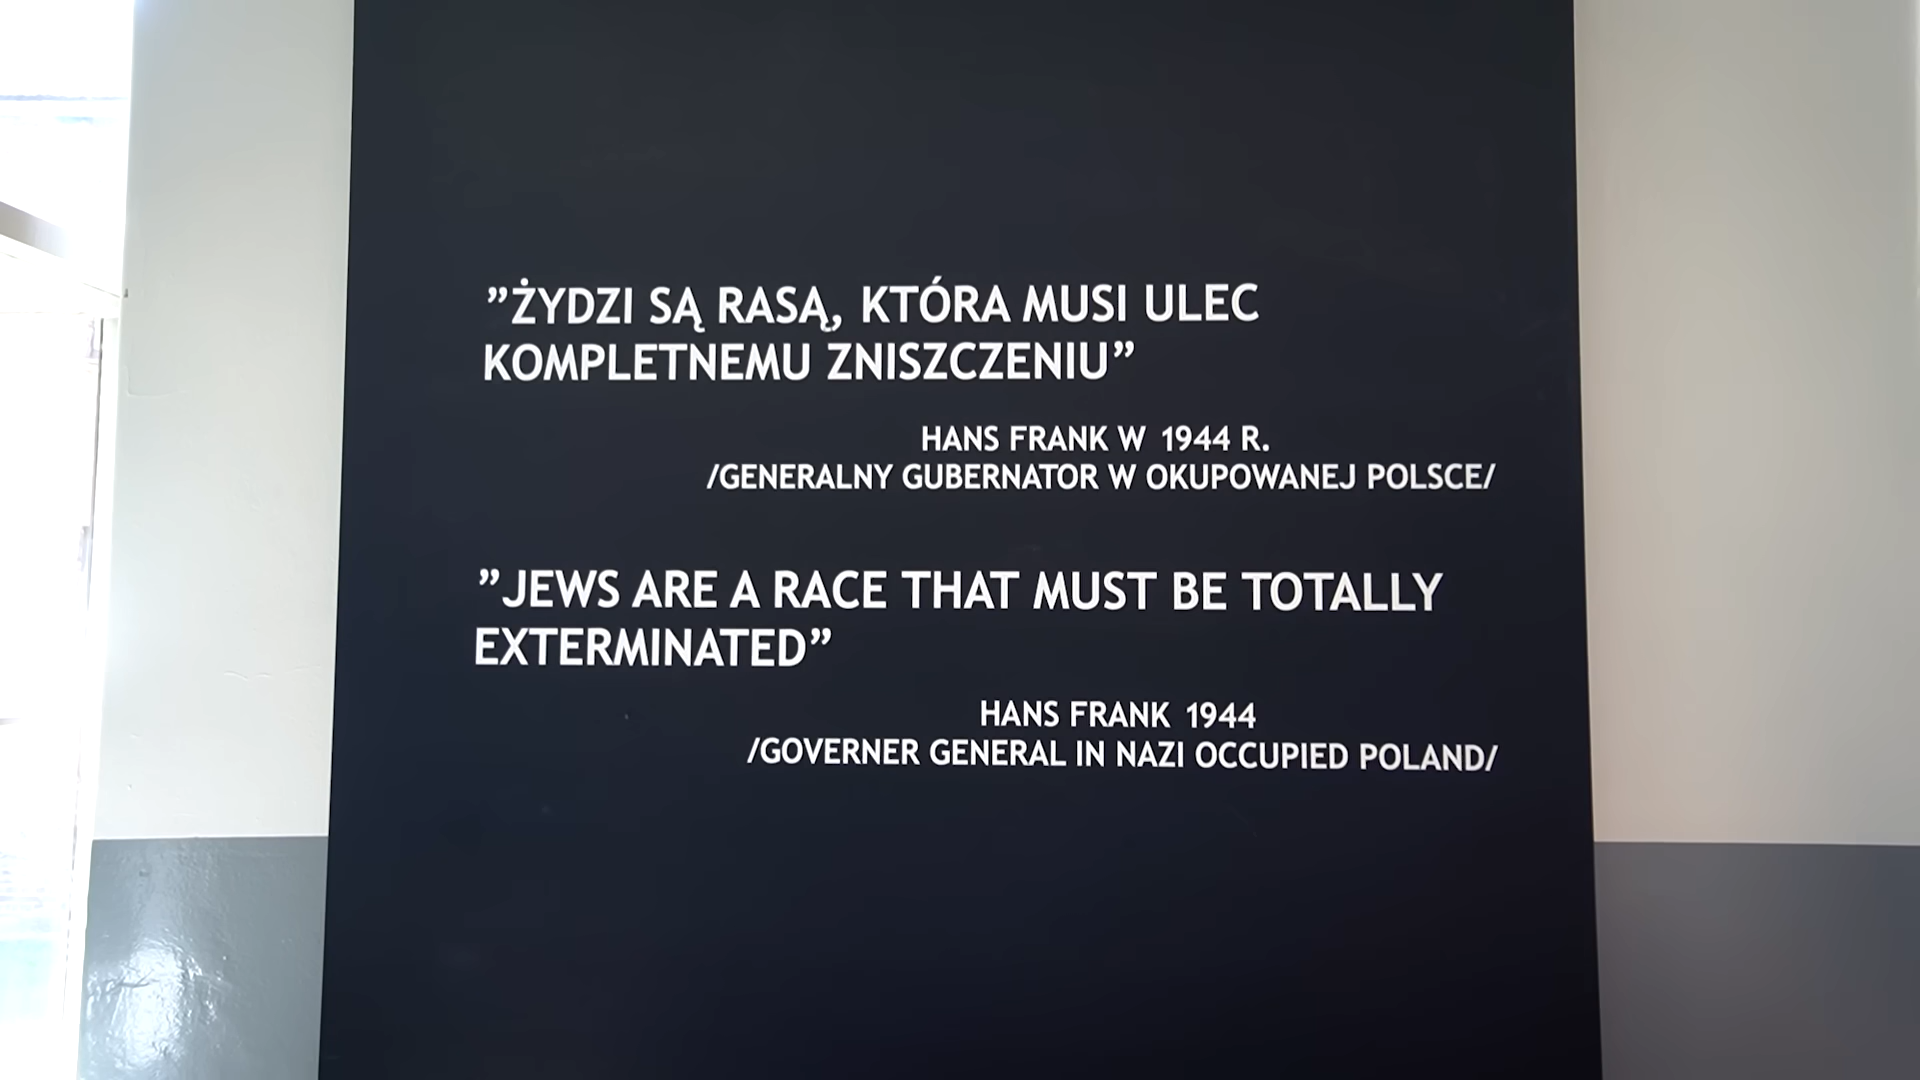 ”ŻYDZI SĄ RASĄ, KTÓRA MUSI ULEC
KOMPLETNEMU ZNISZCZENIU”
HANS FRANK W 1944 R.
/GENERALNY GUBERNATOR W OKUPOWANEJ POLSCE/
”JEWS ARE A RACE THAT MUST BE TOTALLY
EXTERMINATED”
HANS FRANK 1944
/GOVERNER GENERAL IN NAZI OCCUPIED POLAND/